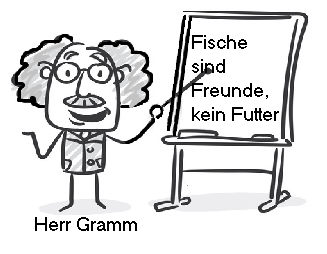 Fische
sind
Freunde,
kein Futter
Herr Gramm